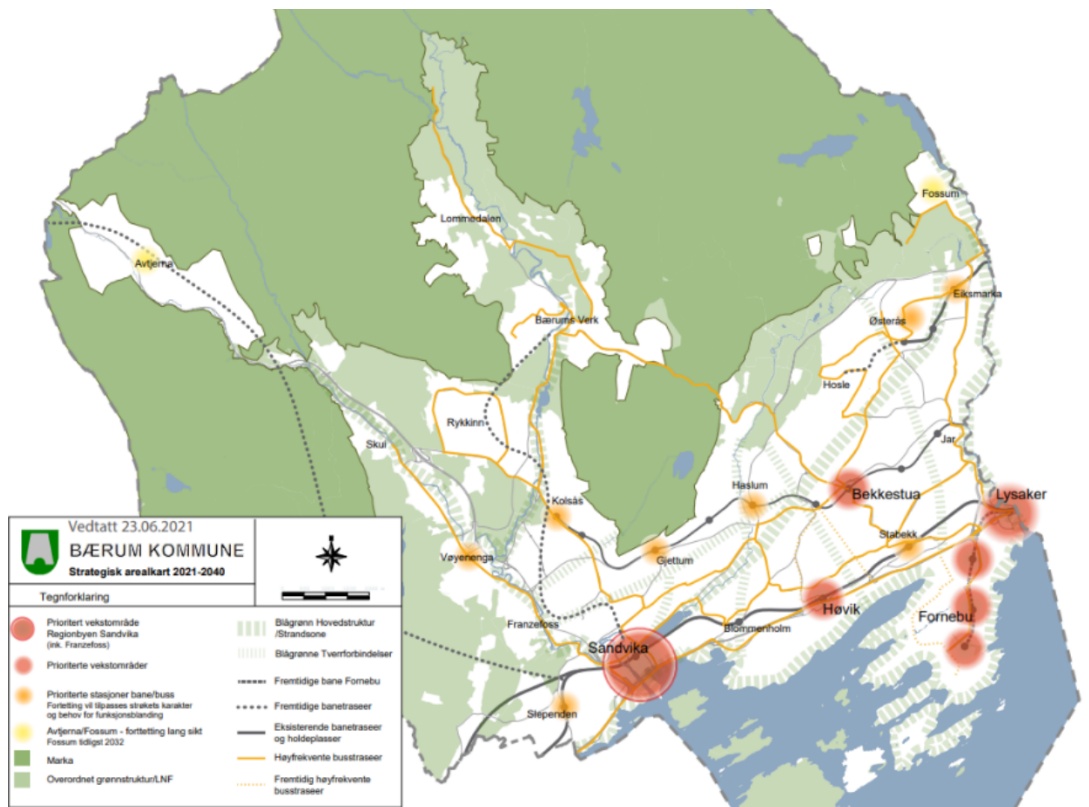 Fossum
Lommedalen
Avtjerna
Eiksmarka
Østerås
Bærums Verk
Hosle
Rykkinn
Skui
Jar
Haslum
Bekkestua
Kolsås
Lysaker
Vøyenenga
Gjettum
Stabekk
Høvik
Fornebu
Franzefoss
Blommenholm
Sandvika
Slependen
Vedtatt 23.06.2021
BÆRUM KOMMUNE
Strategisk arealkart 2021-2040
Tegnforklaring
Prioritert vekstområde
Regionbyen Sandvika
(ink. Franzefoss)
Prioriterte vekstområder
Prioriterte stasjoner bane/buss
Fortetting vil tilpasses strøkets karakter
og behov for funksjonsblanding
Avtjerna/Fossum - forttetting lang sikt
Fossum tidligst 2032
Marka
Overordnet grønnstruktur/LNF
Blågrønn Hovedstruktur
/Strandsone
Blågrønne Tverrforbindelser
Fremtidige bane Fornebu
Fremtidige banetraseer
Eksisterende banetraseer
og holdeplasser
Høyfrekvente busstraseer
Fremtidig høyfrekvente
busstraseer